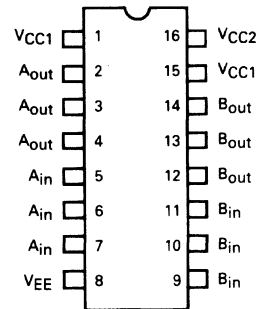 VCC1 1 16 VCC2
Aout 2 15 VCC1
Aout 3 14 Bout
Aout 4 13 Bout
Ain 5 12 Bout
Ain 6 11 Bin
Ain 7 10 Bin
VEE 8 9 Bin